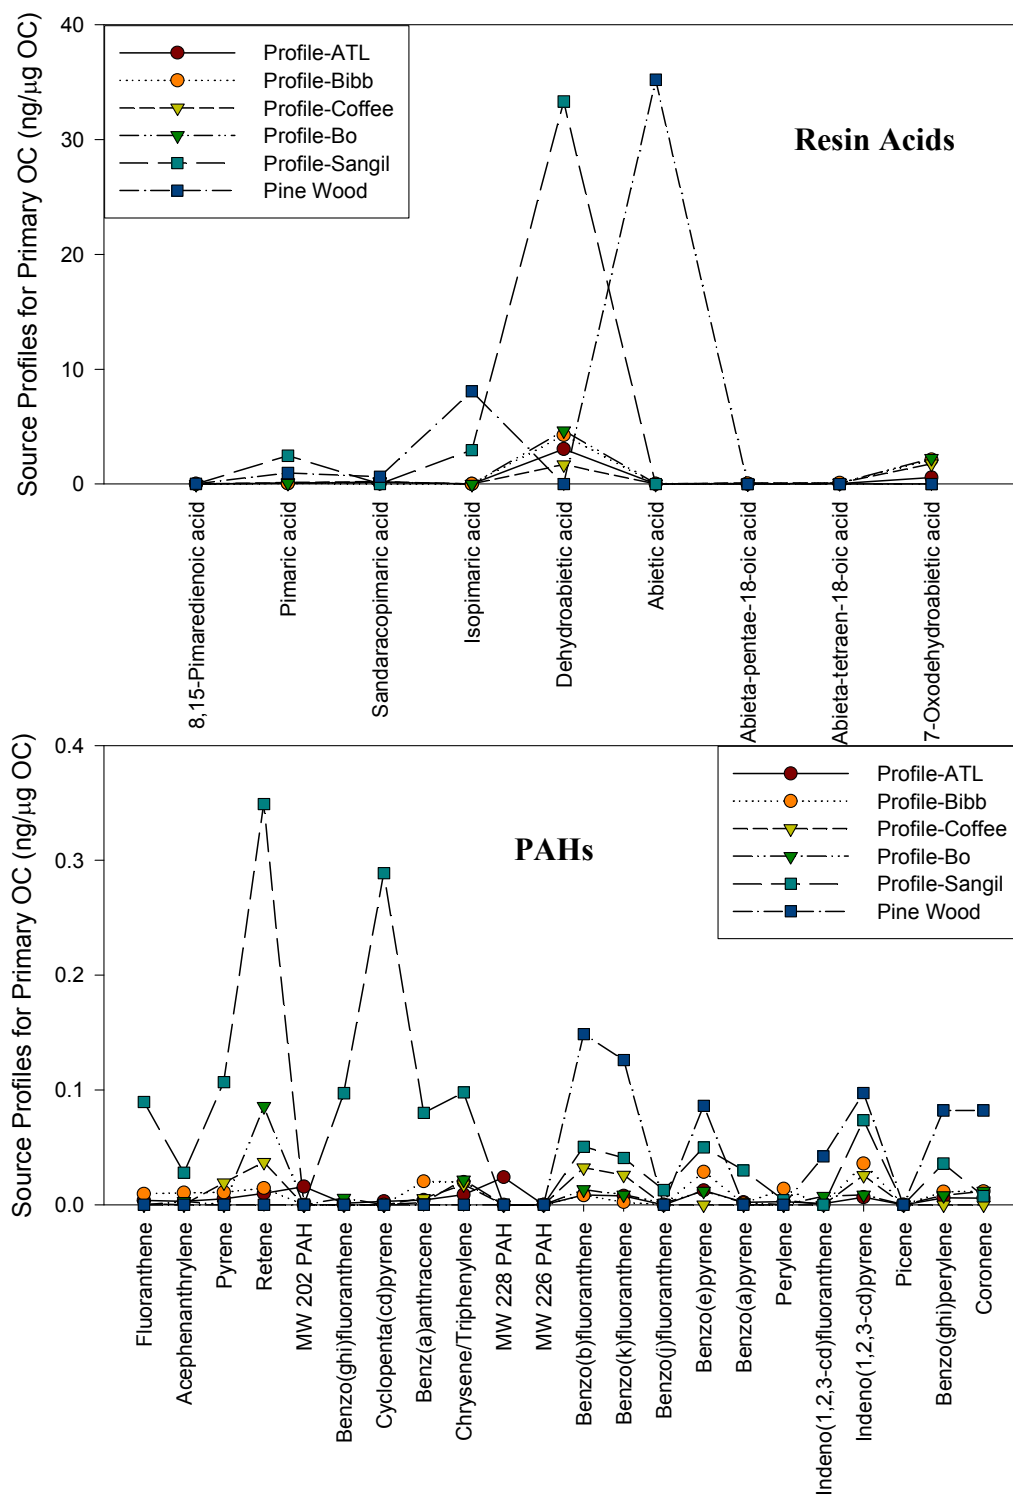 Source Profiles for Primary OC (ng/μg OC)
40
30
20
10
0
Profile-ATL
Profile-Bibb
Profile-Coffee
Profile-Bo
Profile-Sangil
Pine Wood
Resin Acids
8,15-Pimaredienoic acid
Pimaric acid
Sandaracopimaric acid
Isopimaric acid
Dehydroabietic acid
Abietic acid
Abieta-pentae-18-oic acid
Abieta-tetraen-18-oic acid
7-Oxodehydroabietic acid
Source Profiles for Primary OC (ng/μg OC)
0.4
0.3
0.2
0.1
0.0
Profile-ATL
Profile-Bibb
Profile-Coffee
Profile-Bo
Profile-Sangil
Pine Wood
PAHs
Fluoranthene
Acephenanthrylene
Pyrene
Retene
MW 202 PAH
Benzo(ghi)fluoranthene
Cyclopenta(cd)pyrene
Benz(a)anthracene
Chrysene/Triphenylene
MW 228 PAH
MW 226 PAH
Benzo(b)fluoranthene
Benzo(k)fluoranthene
Benzo(j)fluoranthene
Benzo(e)pyrene
Benzo(a)pyrene
Perylene
Indeno(1,2,3-cd)fluoranthene
Indeno(1,2,3-cd)pyrene
Picene
Benzo(ghi)perylene
Coronene